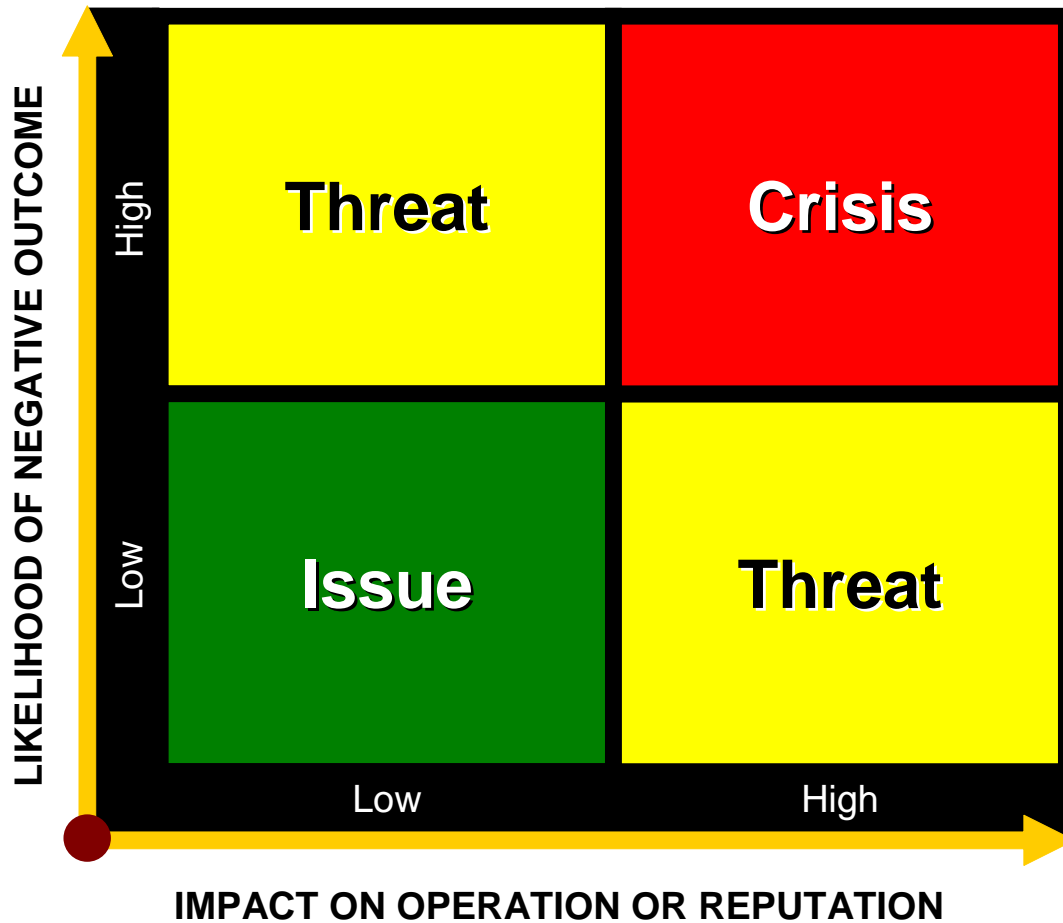 LIKELIHOOD OF NEGATIVE OUTCOME
High
Threat
Crisis
Low
Issue
Threat
Low
High
IMPACT ON OPERATION OR REPUTATION